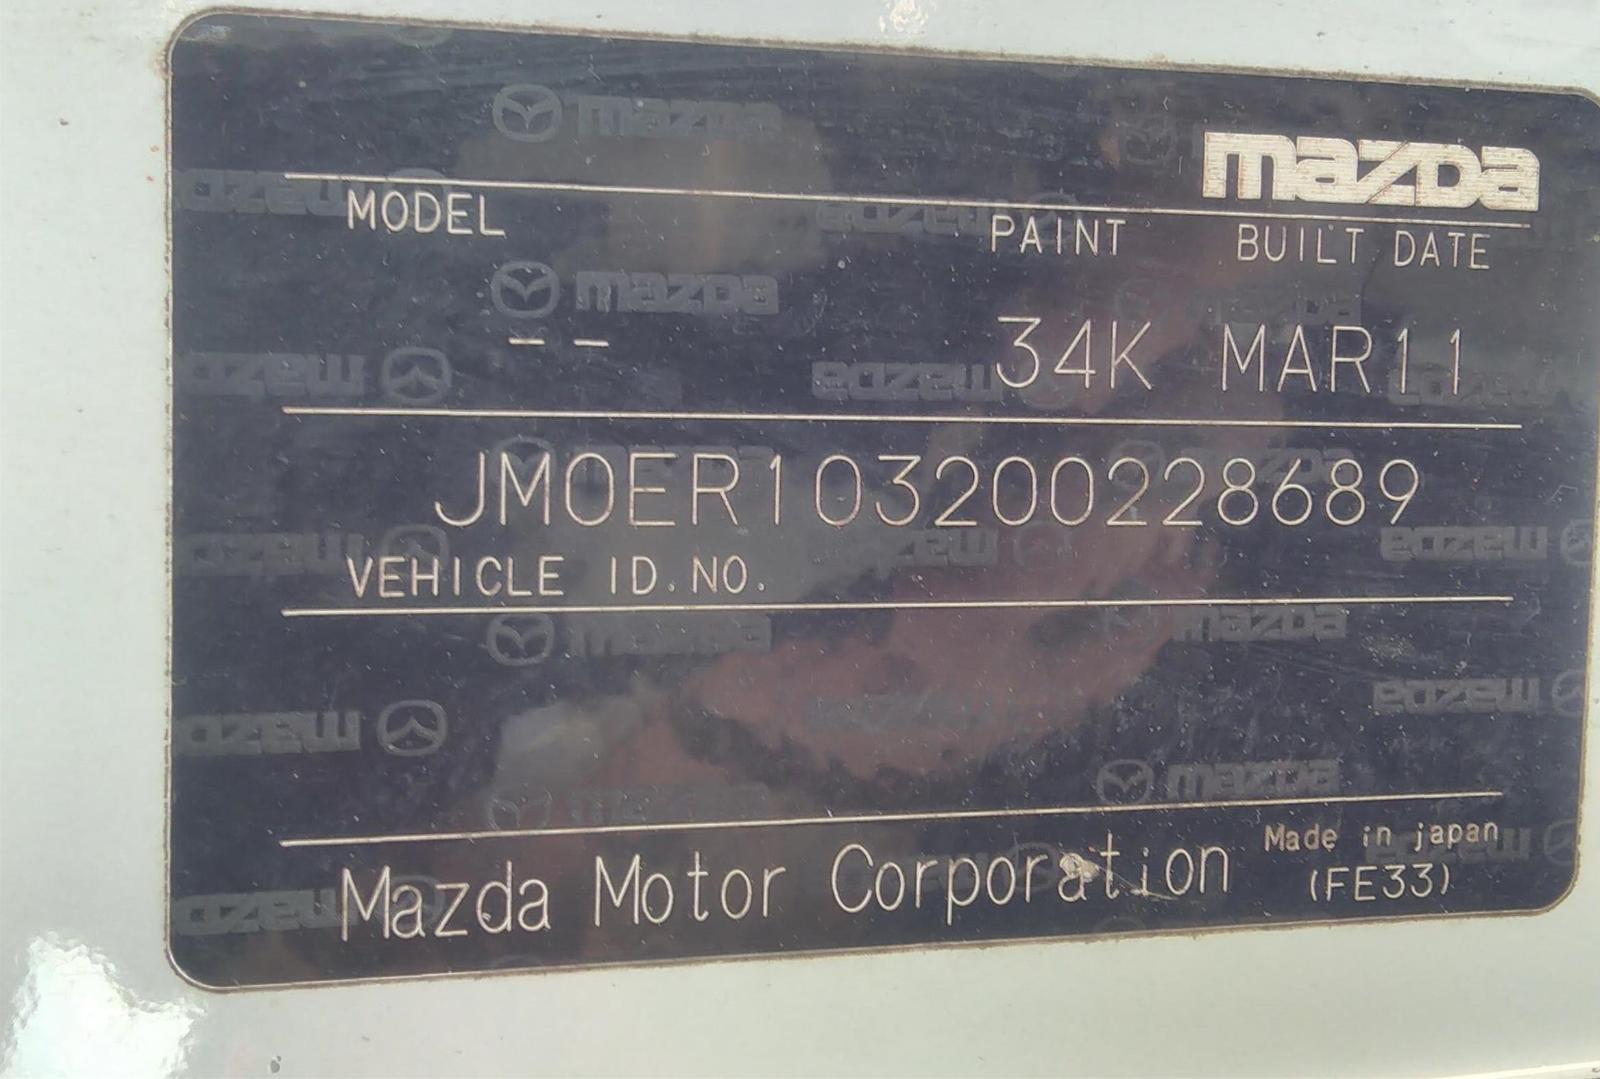 mazda
MODEL PAINT BUILT DATE
-- 34K MAR11
JM0ER103200228689
VEHICLE ID.NO.
Mazda Motor Corporation Made in japan
(FE33)